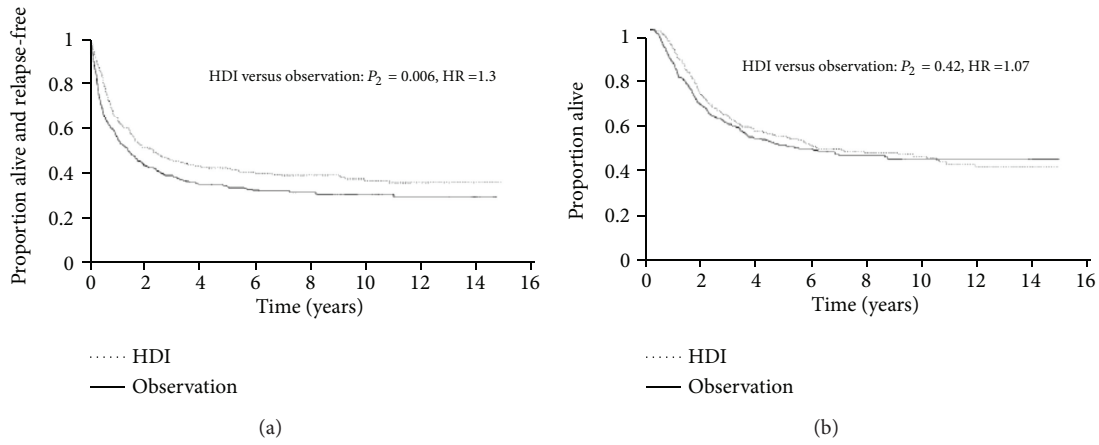 Proportion alive and relapse-free
1
0.8
0.6
0.4
0.2
0
HDI versus observation: P2 = 0.006, HR =1.3
0 2 4 6 8 10 12 14 16
Time (years)
HDI
Observation
(a)
Proportion alive
1
0.8
0.6
0.4
0.2
0
HDI versus observation: P2 = 0.42, HR =1.07
0 2 4 6 8 10 12 14 16
Time (years)
HDI
Observation
(b)